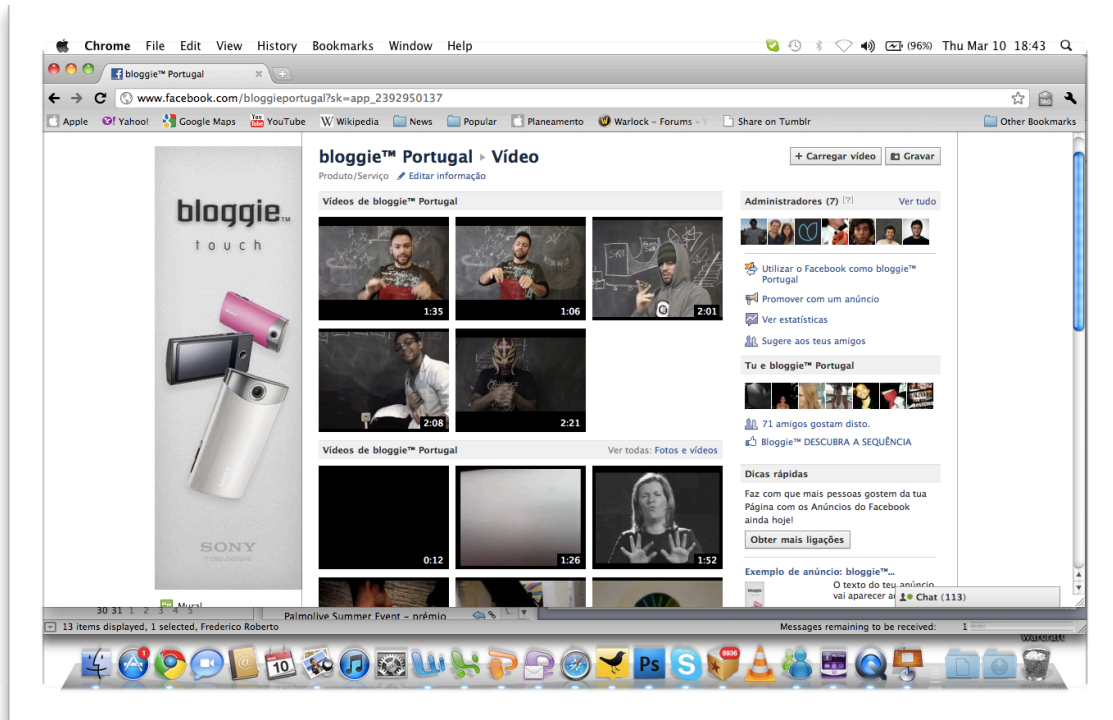 Chrome File Edit View History Bookmarks Window Help (96%) Thu Mar 10 18:43
bloggie™ Portugal
www.facebook.com/bloggieportugal?sk=app_2392950137
Apple Yahoo! Google Maps YouTube Wikipedia News Popular Planeamento Warlock – Forums – Share on Tumblr Other Bookmarks
bloggie™
touch
SONY
make.believe
Mural
bloggie™ Portugal ▸ Vídeo
+ Carregar vídeo Gravar
Produto/Serviço Editar informação
Vídeos de bloggie™ Portugal
1:35 1:06 2:01
2:08 2:21
Vídeos de bloggie™ Portugal Ver todas: Fotos e vídeos
0:12 1:26 1:52
Administradores (7) [?] Ver tudo
Utilizar o Facebook como bloggie™
Portugal
Promover com um anúncio
Ver estatísticas
Sugere aos teus amigos
Tu e bloggie™ Portugal
71 amigos gostam disto.
Bloggie™ DESCUBRA A SEQUÊNCIA
Dicas rápidas
Faz com que mais pessoas gostem da tua
Página com os Anúncios do Facebook
ainda hoje!
Obter mais ligações
Exemplo de anúncio: bloggie™...
O texto do teu anúncio
vai aparecer
Chat (113)
30 31 1 2 3 4 5
Palmolive Summer Event – prémio
13 items displayed, 1 selected, Frederico Roberto Messages remaining to be received: 1
warcraft
1 10 Ps 8936